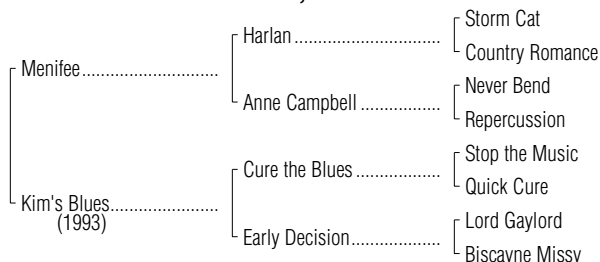 Storm Cat
Harlan
Country Romance
Menifee
Never Bend
Anne Campbell
Repercussion
Stop the Music
Cure the Blues
Quick Cure
Kim's Blues
(1993)
Lord Gaylord
Early Decision
Biscayne Missy